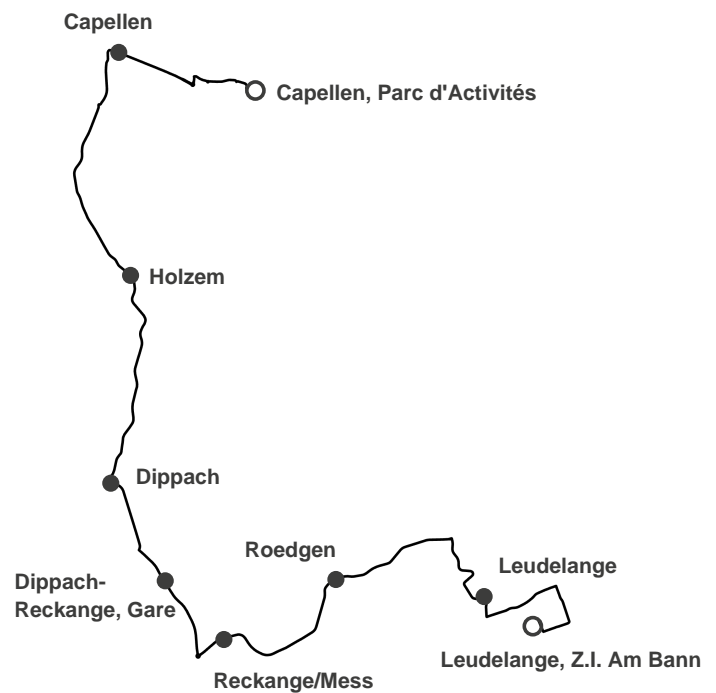 Capellen
Capellen, Parc d'Activités
Holzem
Dippach
Roedgen
Leudelange
Dippach-
Reckange, Gare
Leudelange, Z.I. Am Bann
Reckange/Mess